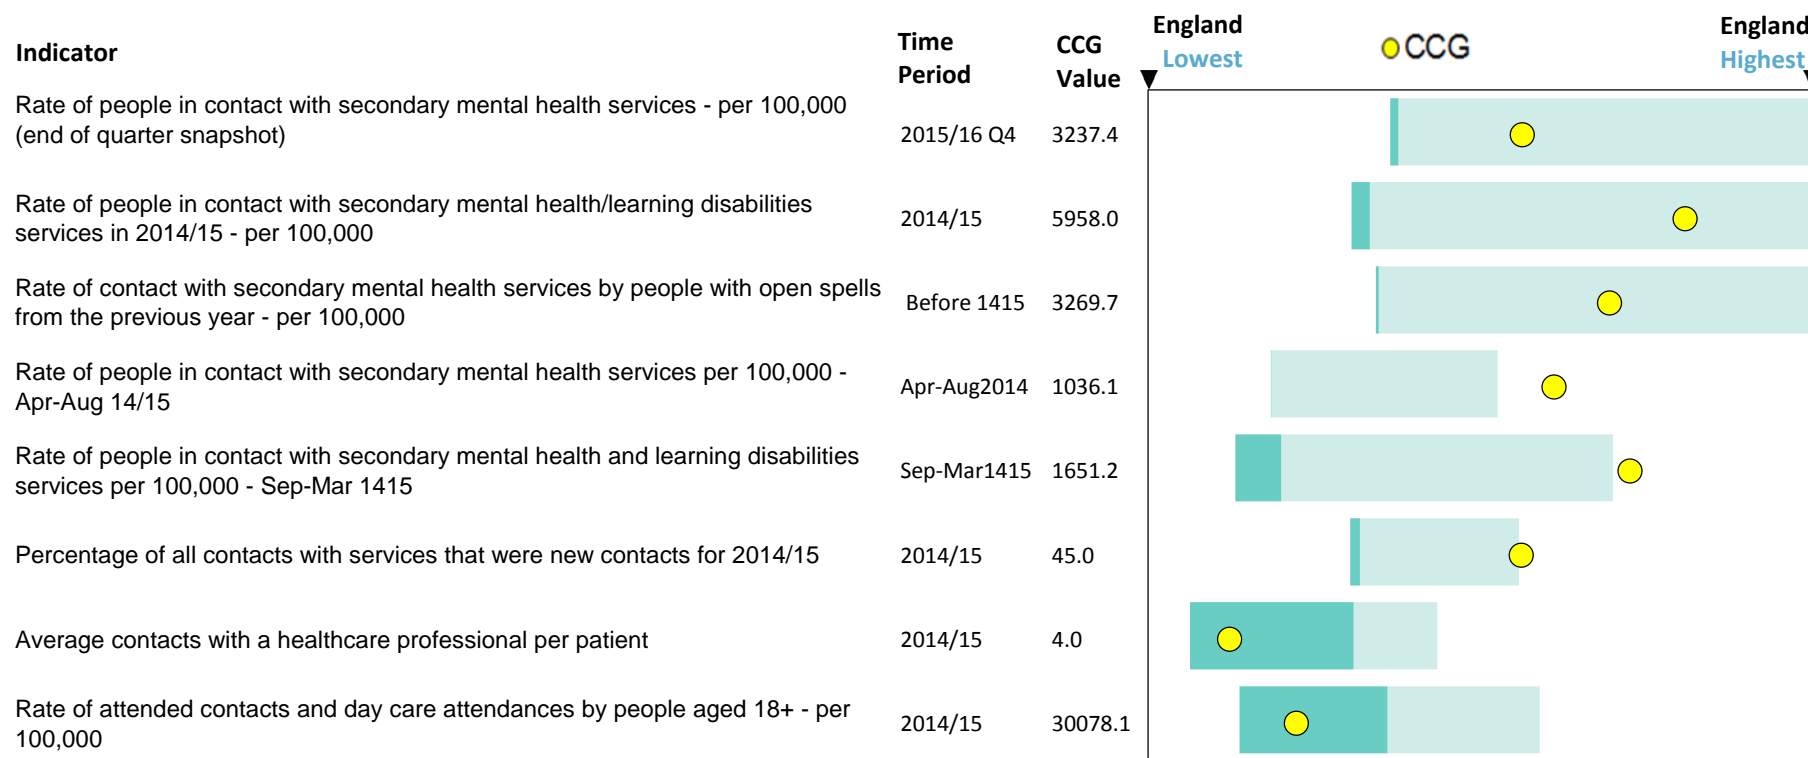 Indicator
Time
Period
CCG
Value
England
Lowest
CCG
England
Highest
Rate of people in contact with secondary mental health services - per 100,000
(end of quarter snapshot)
2015/16 Q4
3237.4
Rate of people in contact with secondary mental health/learning disabilities
services in 2014/15 - per 100,000
2014/15
5958.0
Rate of contact with secondary mental health services by people with open spells
from the previous year - per 100,000
Before 1415
3269.7
Rate of people in contact with secondary mental health services per 100,000 -
Apr-Aug 14/15
Apr-Aug2014
1036.1
Rate of people in contact with secondary mental health and learning disabilities
services per 100,000 - Sep-Mar 1415
Sep-Mar1415
1651.2
Percentage of all contacts with services that were new contacts for 2014/15
2014/15
45.0
Average contacts with a healthcare professional per patient
2014/15
4.0
Rate of attended contacts and day care attendances by people aged 18+ - per
100,000
2014/15
30078.1